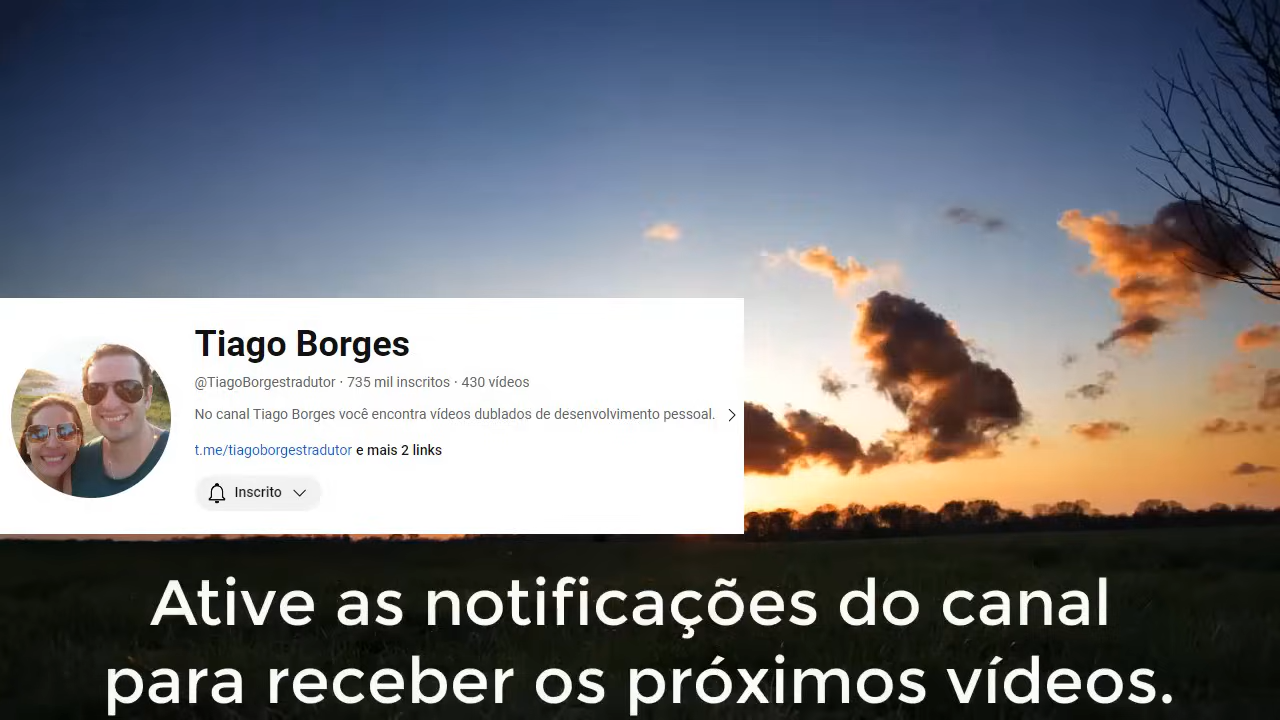 Tiago Borges
@TiagoBorgestradutor · 735 mil inscritos · 430 vídeos
No canal Tiago Borges você encontra vídeos dublados de desenvolvimento pessoal.
t.me/tiagoborgestradutor e mais 2 links
Inscrito
Ative as notificações do canal
para receber os próximos vídeos.